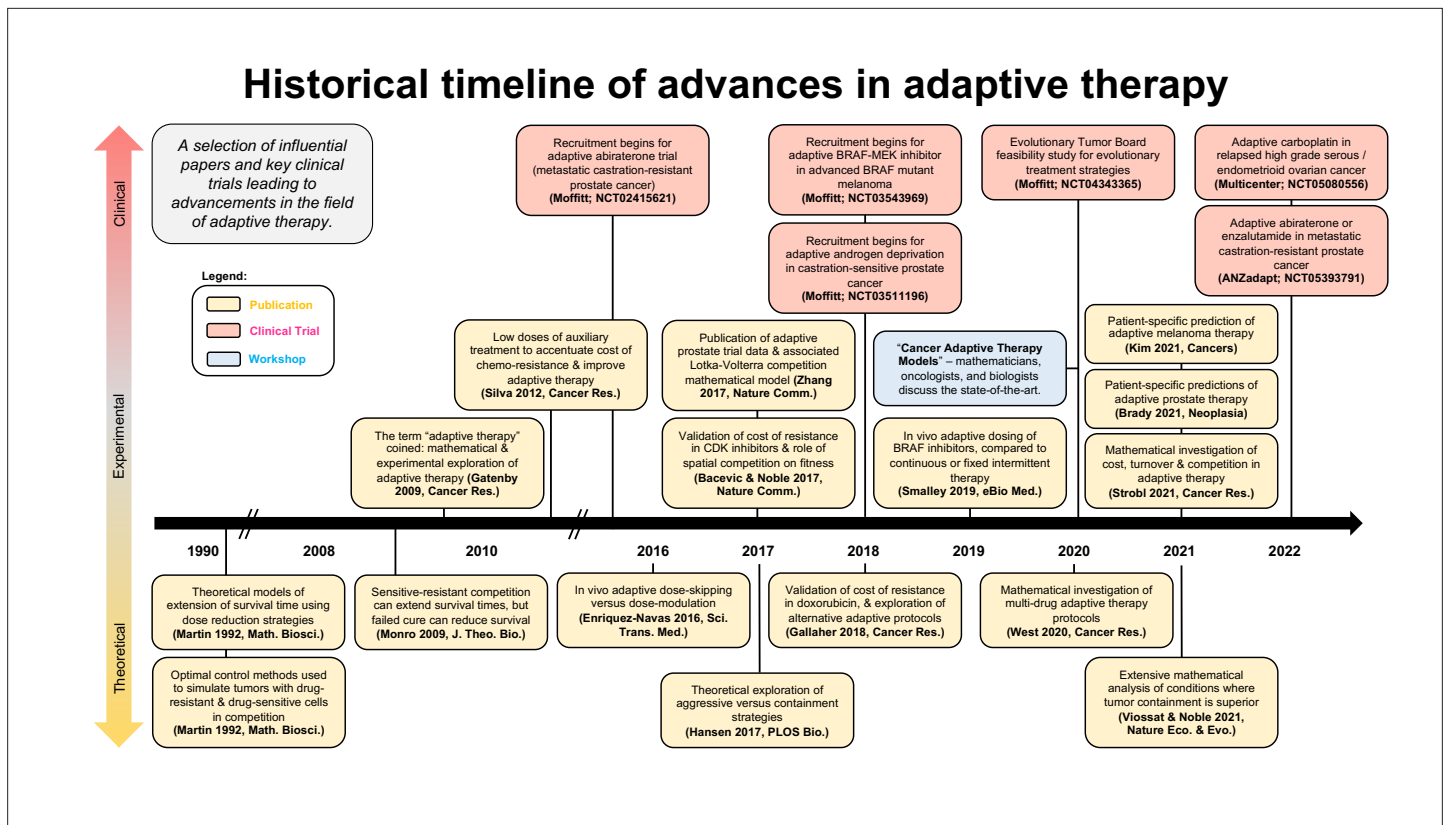 Historical timeline of advances in adaptive therapy
Clinical
Experimental
Theoretical
A selection of influential
papers and key clinical
trials leading to
advancements in the field
of adaptive therapy.
Legend:
Publication
Clinical Trial
Workshop
Recruitment begins for
adaptive abiraterone trial
(metastatic castration-resistant
prostate cancer)
(Moffitt; NCT02415621)
Recruitment begins for
adaptive BRAF-MEK inhibitor
in advanced BRAF mutant
melanoma
(Moffitt; NCT03543969)
Recruitment begins for
adaptive androgen deprivation
in castration-sensitive prostate
cancer
(Moffitt; NCT03511196)
Evolutionary Tumor Board
feasibility study for evolutionary
treatment strategies
(Moffitt; NCT04343365)
Adaptive carboplatin in
relapsed high grade serous /
endometrioid ovarian cancer
(Multicenter; NCT05080556)
Adaptive abiraterone or
enzalutamide in metastatic
castration-resistant prostate
cancer
(ANZadapt; NCT05393791)
Low doses of auxiliary
treatment to accentuate cost of
chemo-resistance & improve
adaptive therapy
(Silva 2012, Cancer Res.)
The term “adaptive therapy”
coined: mathematical &
experimental exploration of
adaptive therapy (Gatenby
2009, Cancer Res.)
Publication of adaptive
prostate trial data & associated
Lotka-Volterra competition
mathematical model (Zhang
2017, Nature Comm.)
Validation of cost of resistance
in CDK inhibitors & role of
spatial competition on fitness
(Bacevic & Noble 2017,
Nature Comm.)
“Cancer Adaptive Therapy
Models” – mathematicians,
oncologists, and biologists
discuss the state-of-the-art.
In vivo adaptive dosing of
BRAF inhibitors, compared to
continuous or fixed intermittent
therapy
(Smalley 2019, eBio Med.)
Patient-specific prediction of
adaptive melanoma therapy
(Kim 2021, Cancers)
Patient-specific predictions of
adaptive prostate therapy
(Brady 2021, Neoplasia)
Mathematical investigation of
cost, turnover & competition in
adaptive therapy
(Strobl 2021, Cancer Res.)
// //
1990 2008 2010 2016 2017 2018 2019 2020 2021 2022
Theoretical models of
extension of survival time using
dose reduction strategies
(Martin 1992, Math. Biosci.)
Optimal control methods used
to simulate tumors with drug-
resistant & drug-sensitive cells
in competition
(Martin 1992, Math. Biosci.)
Sensitive-resistant competition
can extend survival times, but
failed cure can reduce survival
(Monro 2009, J. Theo. Bio.)
In vivo adaptive dose-skipping
versus dose-modulation
(Enriquez-Navas 2016, Sci.
Trans. Med.)
Theoretical exploration of
aggressive versus containment
strategies
(Hansen 2017, PLOS Bio.)
Validation of cost of resistance
in doxorubicin, & exploration of
alternative adaptive protocols
(Gallaher 2018, Cancer Res.)
Mathematical investigation of
multi-drug adaptive therapy
protocols
(West 2020, Cancer Res.)
Extensive mathematical
analysis of conditions where
tumor containment is superior
(Viossat & Noble 2021,
Nature Eco. & Evo.)